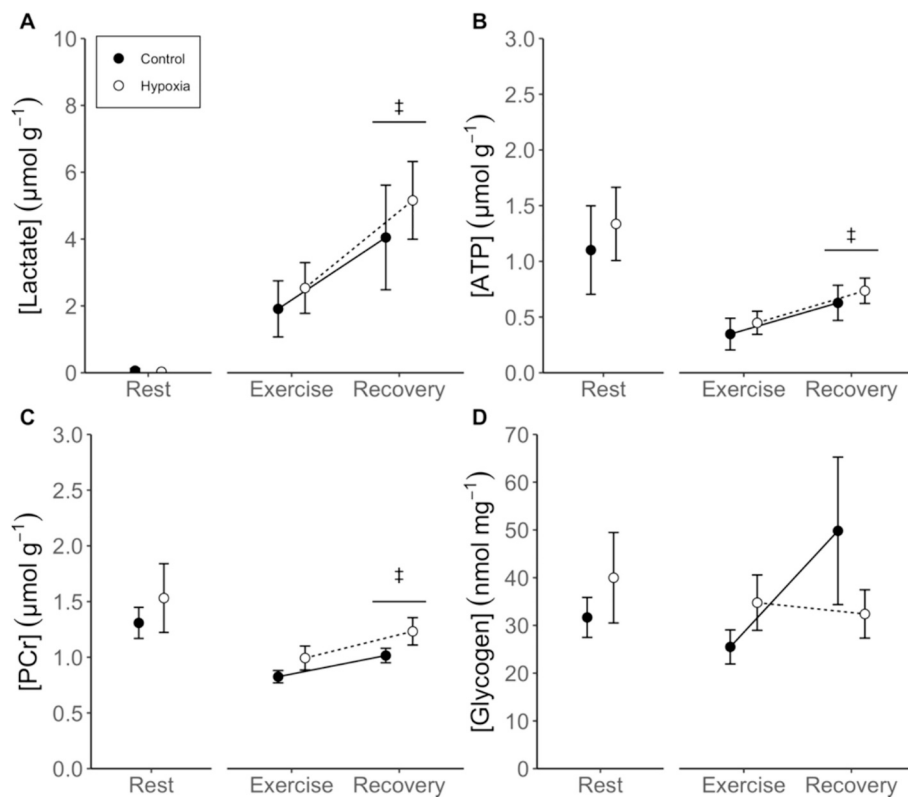 A
10
8
6
4
2
0
[Lactate] (µmol g⁻¹)
Control
Hypoxia
‡
Rest
Exercise
Recovery
B
3.0
2.5
2.0
1.5
1.0
0.5
0.0
[ATP] (µmol g⁻¹)
‡
Rest
Exercise
Recovery
C
3.0
2.5
2.0
1.5
1.0
0.5
0.0
[PCr] (µmol g⁻¹)
‡
Rest
Exercise
Recovery
D
70
60
50
40
30
20
10
0
[Glycogen] (nmol mg⁻¹)
Rest
Exercise
Recovery